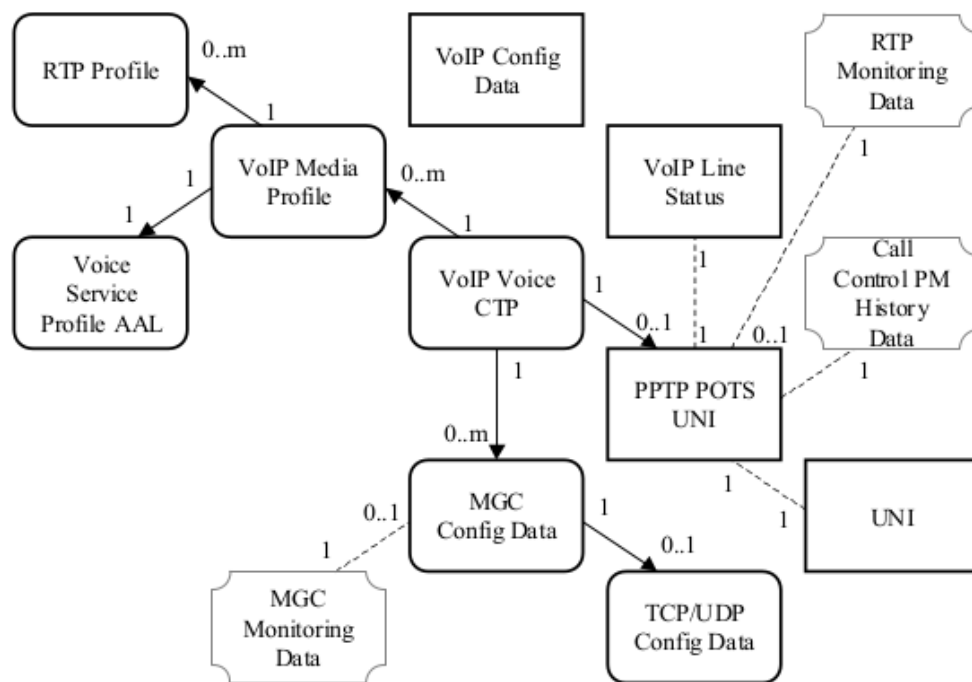 RTP Profile
0..m
1
VoIP Config
Data
RTP
Monitoring
Data
1
VoIP Media
Profile
1
1
0..m
1
VoIP Line
Status
1
1
Voice
Service
Profile AAL
VoIP Voice
CTP
1
0..1
1
0..m
Call
Control PM
History
Data
1
0..1
PPTP POTS
UNI
1
1
UNI
MGC
Config Data
0..1
1
1
0..1
MGC
Monitoring
Data
TCP/UDP
Config Data